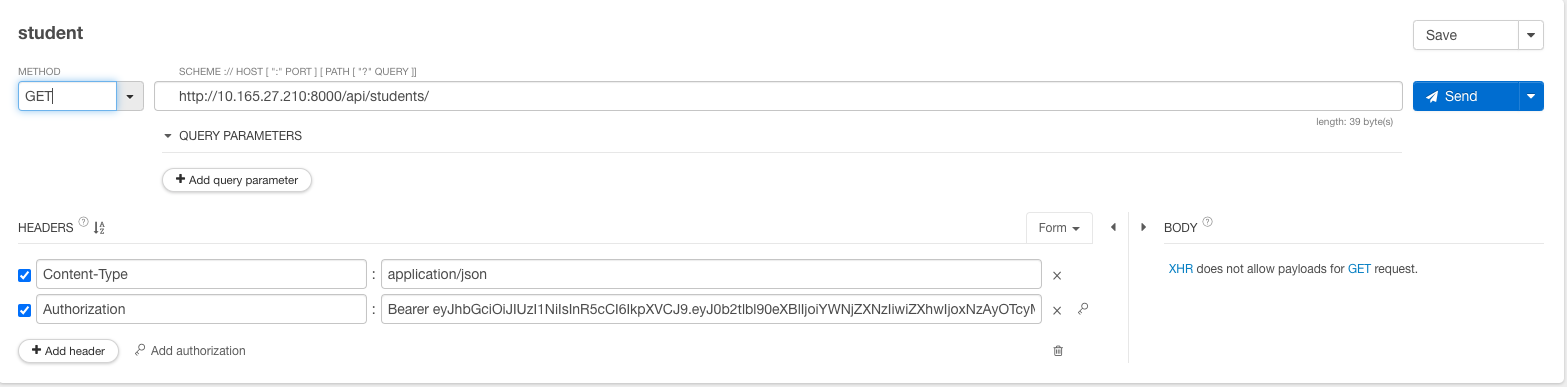 student
Save
METHOD
SCHEME :// HOST [ ":" PORT ] [ PATH [ "?" QUERY ]]
GET
http://10.165.27.210:8000/api/students/
Send
length: 39 byte(s)
QUERY PARAMETERS
+ Add query parameter
HEADERS ? A Z
Form
BODY ?
Content-Type : application/json
XHR does not allow payloads for GET request.
Authorization : Bearer eyJhbGciOiJIUzI1NiIsInR5cCI6IkpXVCJ9.eyJ0b2tlbl90eXBlIjoiYWNjZXNzIiwiZXhwIjoxNzAyOTcyM
+ Add header
Add authorization